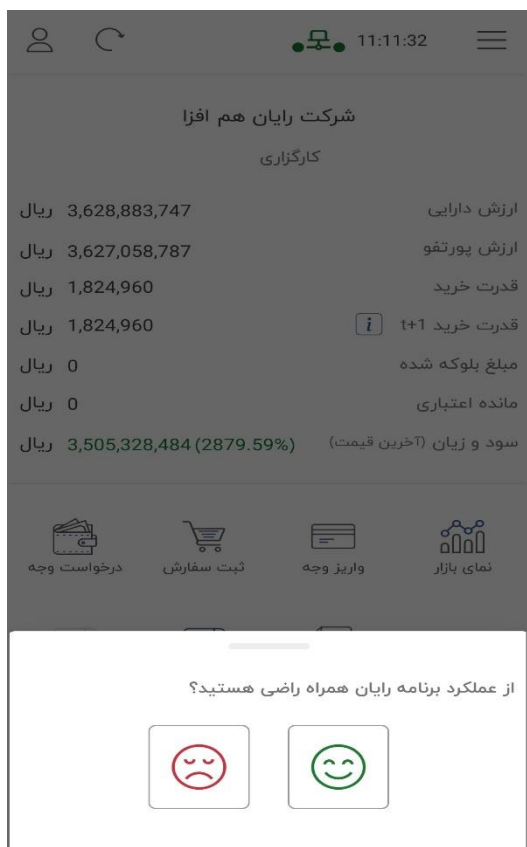 11:11:32
شرکت رایان هم افزا
کارگزاری
ارزش دارایی 3,628,883,747 ریال
ارزش پورتفو 3,627,058,787 ریال
قدرت خرید 1,824,960 ریال
قدرت خرید t+1 i 1,824,960 ریال
مبلغ بلوکه شده 0 ریال
مانده اعتباری 0 ریال
سود و زیان (آخرین قیمت) 3,505,328,484 (2879.59%) ریال
نمای بازار واریز وجه ثبت سفارش درخواست وجه
از عملکرد برنامه رایان همراه راضی هستید؟